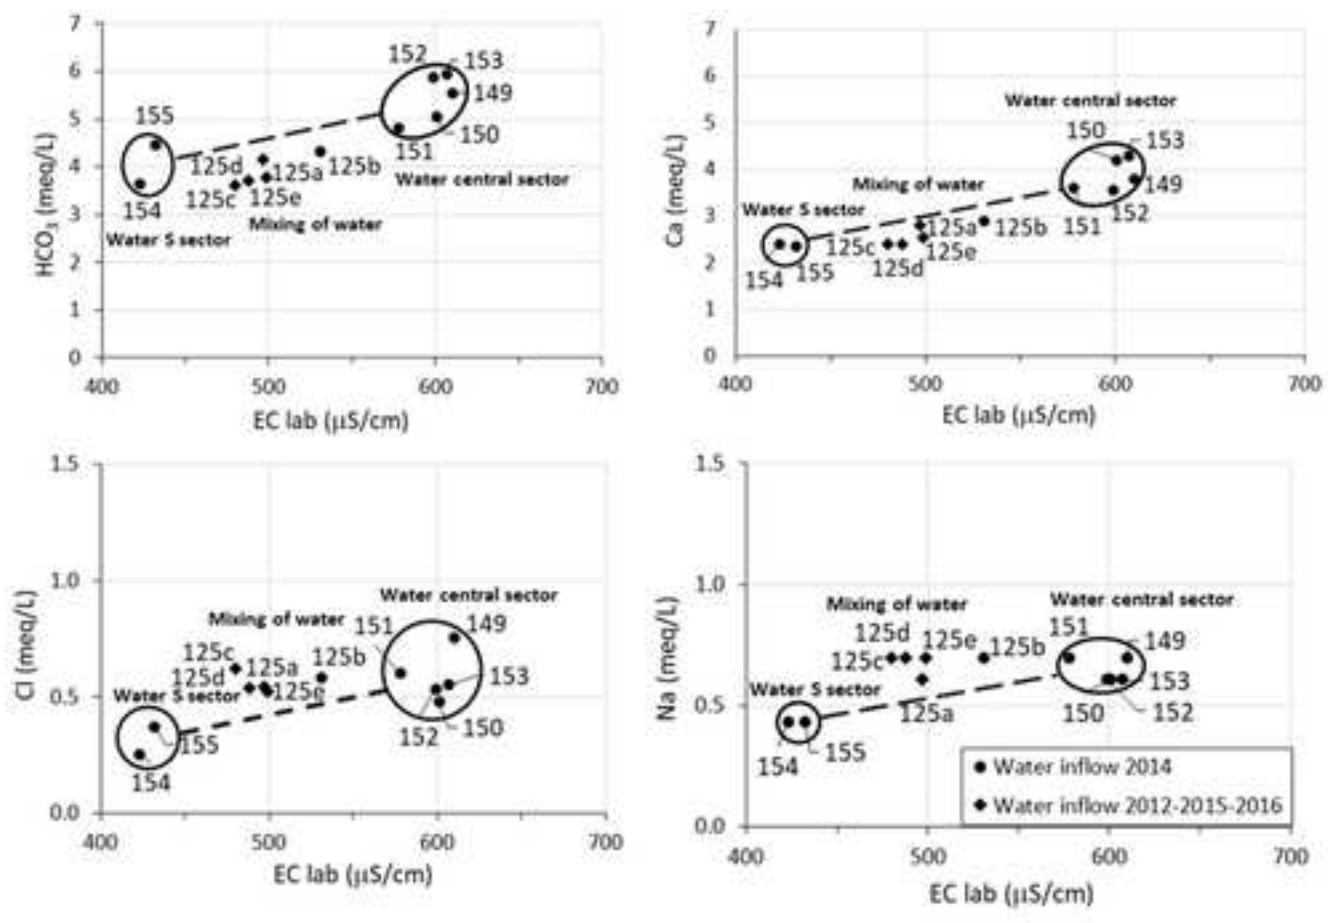 7
6
5
4
3
2
1
0
HCO3 (meq/L)
152
153
149
150
151
155
154
125d
125a
125b
125c
125e
Water central sector
Mixing of water
Water S sector
400
500
600
700
EC lab (µS/cm)
7
6
5
4
3
2
1
0
Ca (meq/L)
Water central sector
150
153
149
152
151
Mixing of water
Water S sector
125a
125b
125c
125e
125d
154
155
400
500
600
700
EC lab (µS/cm)
1.5
1.0
0.5
0.0
Cl (meq/L)
Water central sector
Mixing of water
151
149
125c
125a
125b
125d
125e
153
Water S sector
155
154
152
150
400
500
600
700
EC lab (µS/cm)
1.5
1.0
0.5
0.0
Na (meq/L)
Mixing of water
Water central sector
125d
125e
125b
151
149
125c
Water S sector
125a
150
153
152
154
155
Water inflow 2014
Water inflow 2012-2015-2016
400
500
600
700
EC lab (µS/cm)